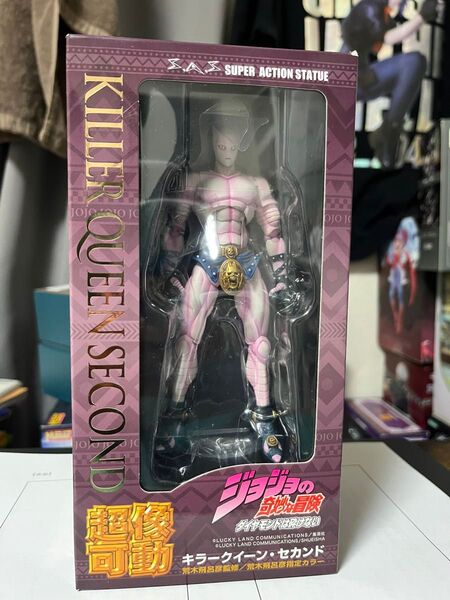 SAS SUPER ACTION STATUE
KILLER QUEEN SECOND
JOJO JOJO JO
ジョジョの
奇妙な冒険
ダイヤモンドは砕けない
©LUCKY LAND COMMUNICATIONS/集英社
©LUCKY LAND COMMUNICATIONS/SHUEISHA
超像
可動
キラークイーン・セカンド
荒木飛呂彦監修/荒木飛呂彦指定カラー